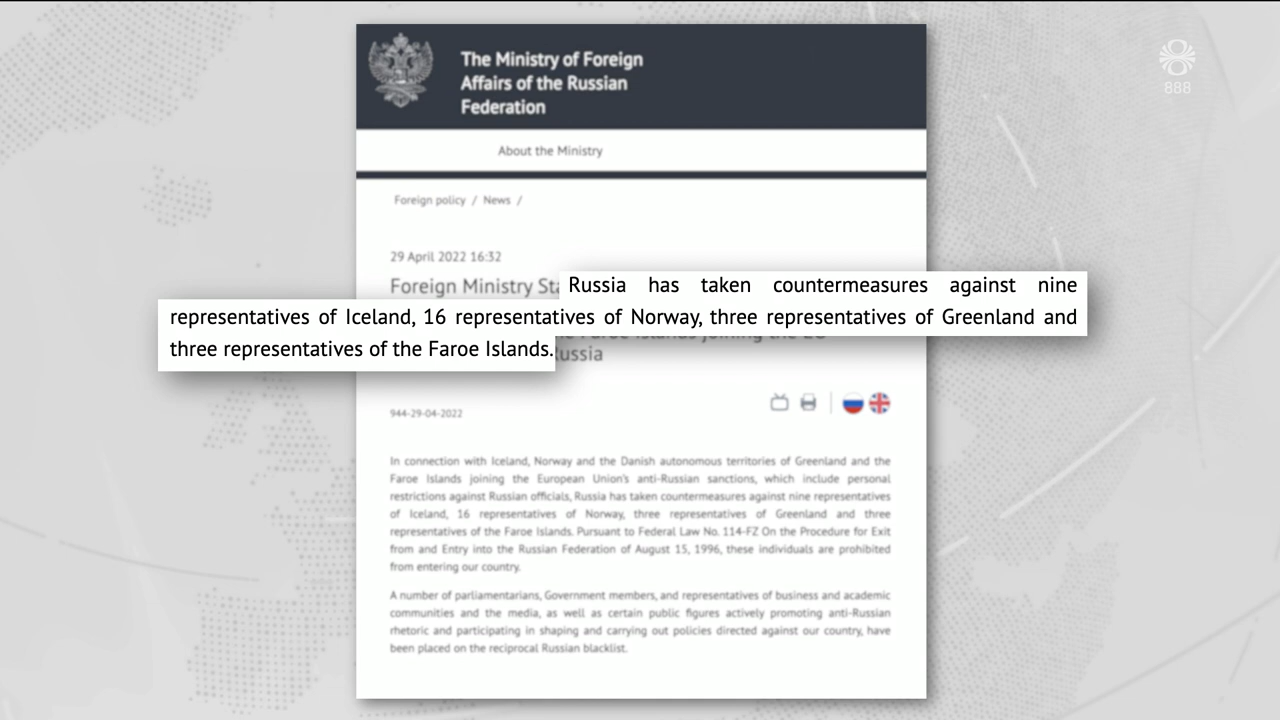 888
The Ministry of Foreign
Affairs of the Russian
Federation
About the Ministry
Foreign policy / News /
29 April 2022 16:32
Foreign Ministry
Russia has taken countermeasures against nine
representatives of Iceland, 16 representatives of Norway, three representatives of Greenland and
three representatives of the Faroe Islands.
944-29-04-2022
In connection with Iceland, Norway and the Danish autonomous territories of Greenland and the
Faroe Islands joining the European Union's anti-Russian sanctions, which include personal
restrictions against Russian officials, Russia has taken countermeasures against nine representatives
of Iceland, 16 representatives of Norway, three representatives of Greenland and three
representatives of the Faroe Islands. Pursuant to Federal Law No. 114-FZ On the Procedure for Exit
from and Entry into the Russian Federation of August 15, 1996, these individuals are prohibited
from entering our country.
A number of parliamentarians, Government members, and representatives of business and academic
communities and the media, as well as certain public figures actively promoting anti-Russian
rhetoric and participating in shaping and carrying out policies directed against our country, have
been placed on the reciprocal Russian blacklist.